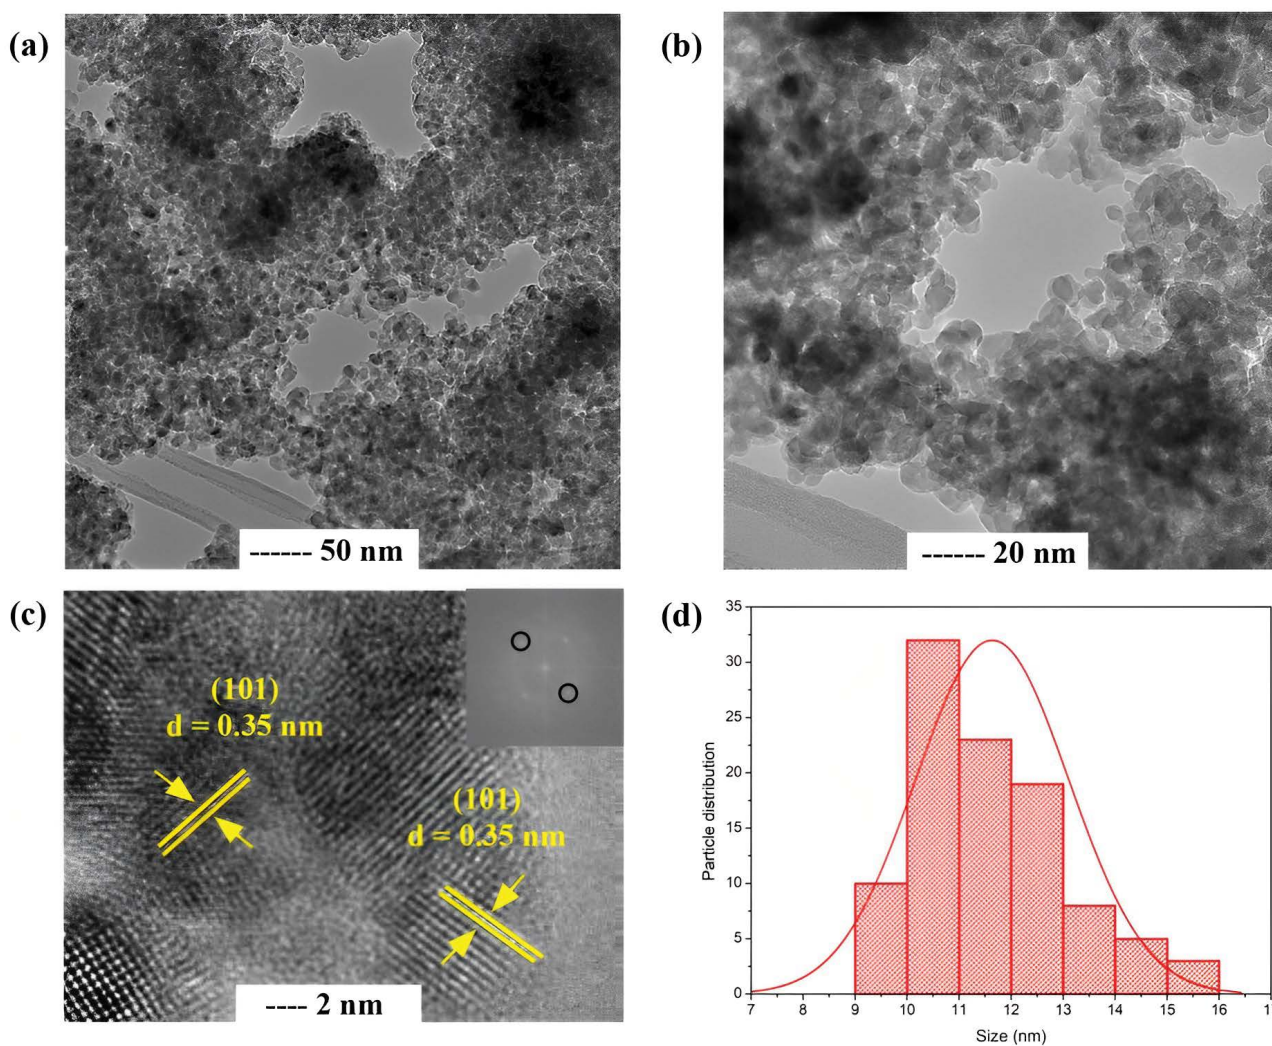 (a)
(b)
------ 50 nm
------ 20 nm
(c)
(101)
d = 0.35 nm
(101)
d = 0.35 nm
---- 2 nm
(d)
35
30
25
20
15
10
5
0
Particle distribution
7 8 9 10 11 12 13 14 15 16 17
Size (nm)